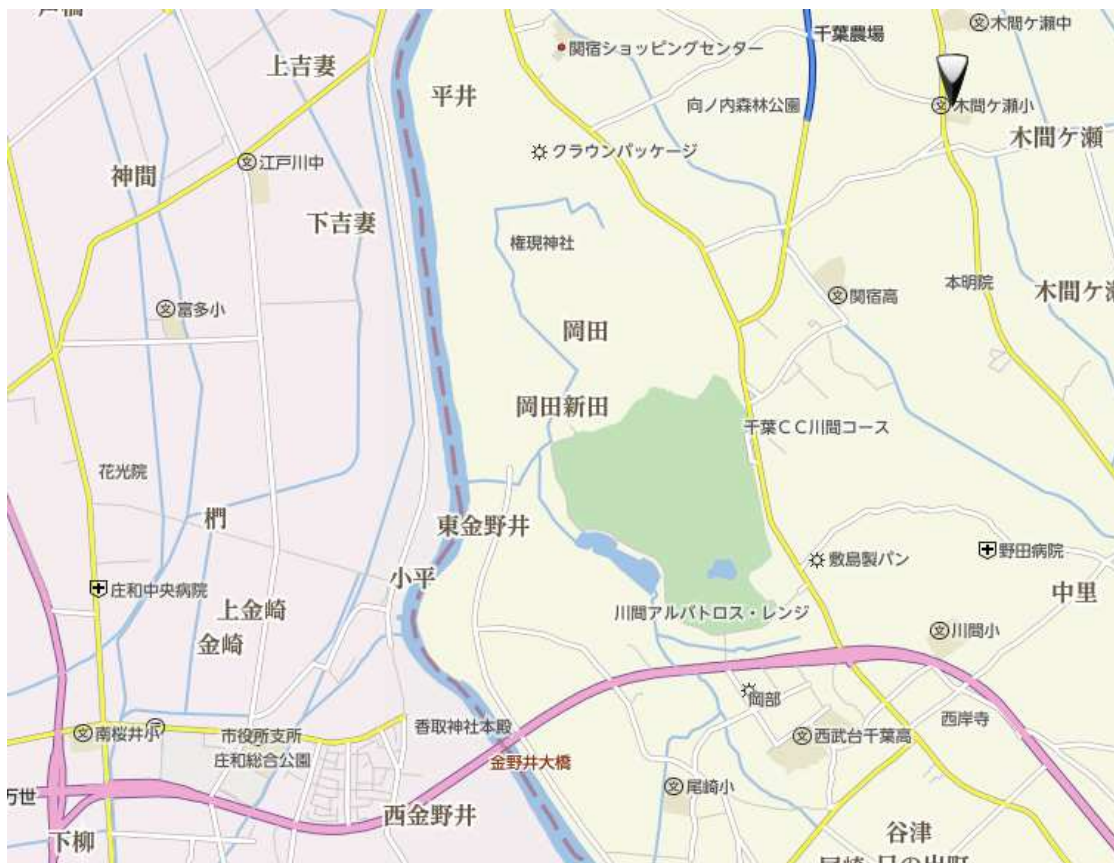 木間ケ瀬中
千葉農場
関宿ショッピングセンター
上吉妻
平井
向ノ内森林公園
木間ケ瀬小
木間ケ瀬
クラウンパッケージ
江戸川中
神間
下吉妻
権現神社
本明院
関宿高
木間ケ瀬
富多小
岡田
岡田新田
千葉CC川間コース
花光院
椚
東金野井
野田病院
敷島製パン
小平
庄和中央病院
中里
上金崎
川間アルバトロス・レンジ
金崎
川間小
岡部
西岸寺
香取神社本殿
南桜井小
市役所支所
西武台千葉高
庄和総合公園
金野井大橋
尾崎小
西金野井
谷津
下柳